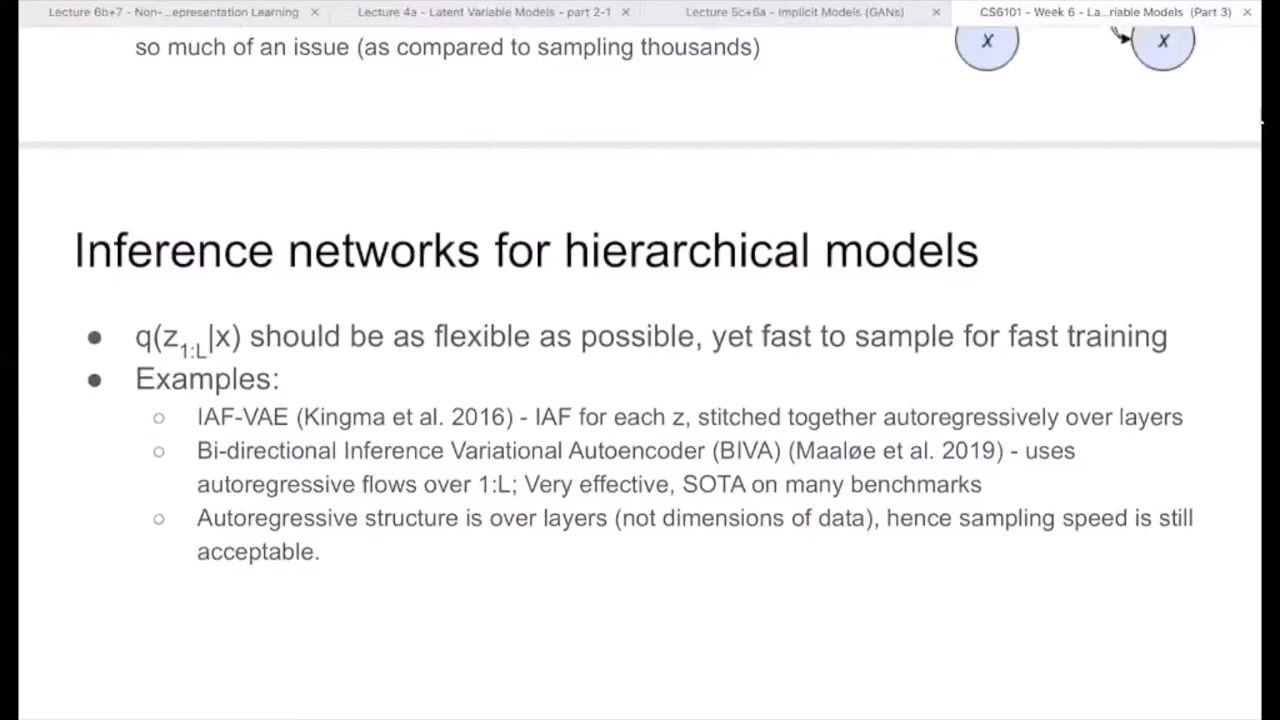 Lecture 6b+7 - Non-...epresentation Learning × Lecture 4a - Latent Variable Models - part 2-1 × Lecture 5c+6a - Implicit Models (GANs) × CS6101 - Week 6 - La...riable Models (Part 3) ×
so much of an issue (as compared to sampling thousands)
x x
Inference networks for hierarchical models
● q(z1:L|x) should be as flexible as possible, yet fast to sample for fast training
● Examples:
○ IAF-VAE (Kingma et al. 2016) - IAF for each z, stitched together autoregressively over layers
○ Bi-directional Inference Variational Autoencoder (BIVA) (Maaløe et al. 2019) - uses
autoregressive flows over 1:L; Very effective, SOTA on many benchmarks
○ Autoregressive structure is over layers (not dimensions of data), hence sampling speed is still
acceptable.